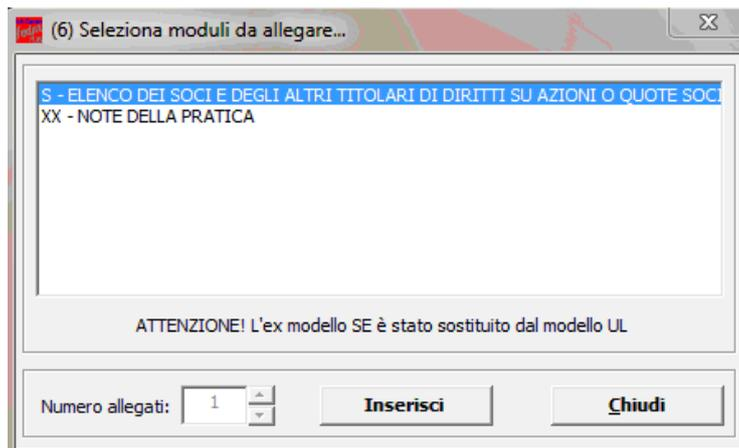 (6) Seleziona moduli da allegare...
S - ELENCO DEI SOCI E DEGLI ALTRI TITOLARI DI DIRITTI SU AZIONI O QUOTE SOCI
XX - NOTE DELLA PRATICA
ATTENZIONE! L'ex modello SE è stato sostituito dal modello UL
Numero allegati: 1 Inserisci Chiudi